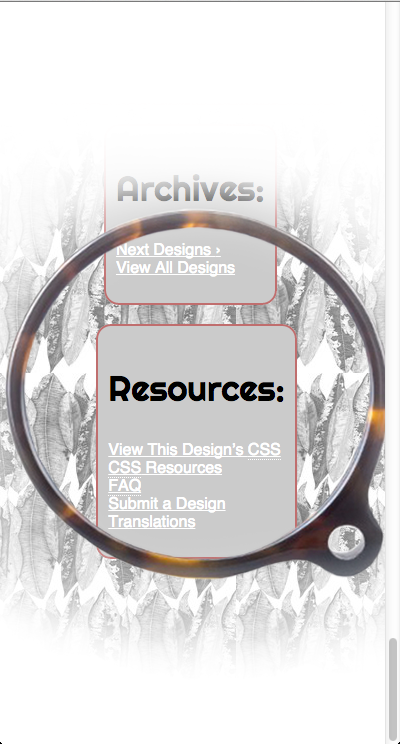 Archives:
Next Designs ›
View All Designs
Resources:
View This Design's CSS
CSS Resources
FAQ
Submit a Design
Translations